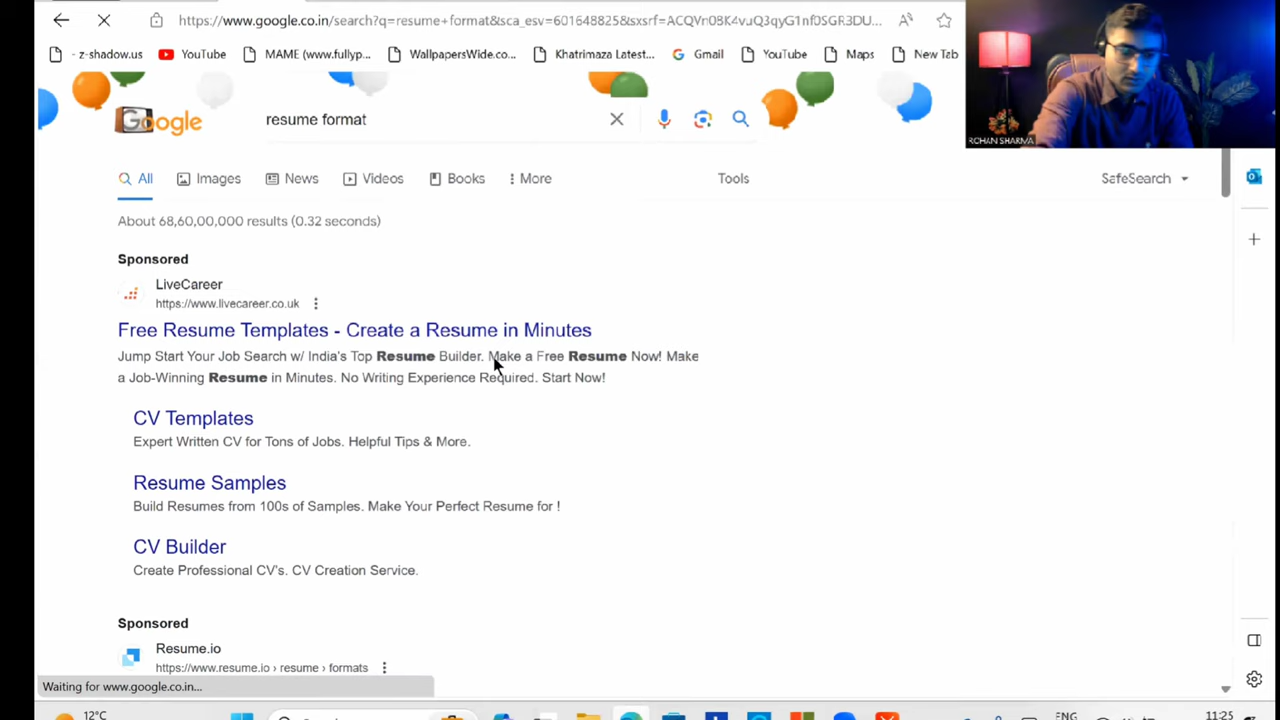 https://www.google.co.in/search?q=resume+format&sca_esv=601648825&sxsrf=ACQVn08K4vuQ3qyG1nf0SGR3DU...
- z-shadow.us YouTube MAME (www.fullyp... WallpapersWide.co... Khatrimaza Latest... Gmail YouTube Maps New Tab
Google resume format
ROHAN SHARMA
All Images News Videos Books More Tools SafeSearch
About 68,60,00,000 results (0.32 seconds)
Sponsored
LiveCareer
https://www.livecareer.co.uk
Free Resume Templates - Create a Resume in Minutes
Jump Start Your Job Search w/ India's Top Resume Builder. Make a Free Resume Now! Make
a Job-Winning Resume in Minutes. No Writing Experience Required. Start Now!
CV Templates
Expert Written CV for Tons of Jobs. Helpful Tips & More.
Resume Samples
Build Resumes from 100s of Samples. Make Your Perfect Resume for !
CV Builder
Create Professional CV's. CV Creation Service.
Sponsored
Resume.io
https://www.resume.io › resume › formats
Waiting for www.google.co.in...
12°C ENG 11:25